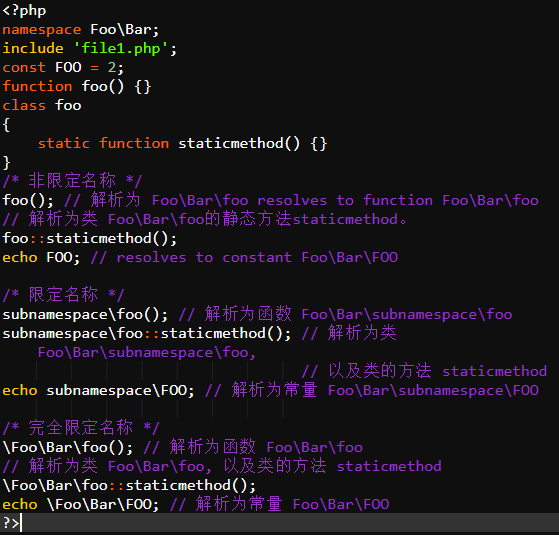 <?php
namespace Foo\Bar;
include 'file1.php';
const FOO = 2;
function foo() {}
class foo
{
    static function staticmethod() {}
}
/* 非限定名称 */
foo(); // 解析为 Foo\Bar\foo resolves to function Foo\Bar\foo
// 解析为类 Foo\Bar\foo的静态方法staticmethod。
foo::staticmethod();
echo FOO; // resolves to constant Foo\Bar\FOO

/* 限定名称 */
subnamespace\foo(); // 解析为函数 Foo\Bar\subnamespace\foo
subnamespace\foo::staticmethod(); // 解析为类
    Foo\Bar\subnamespace\foo,
                                  // 以及类的方法 staticmethod
echo subnamespace\FOO; // 解析为常量 Foo\Bar\subnamespace\FOO

/* 完全限定名称 */
\Foo\Bar\foo(); // 解析为函数 Foo\Bar\foo
// 解析为类 Foo\Bar\foo, 以及类的方法 staticmethod
\Foo\Bar\foo::staticmethod();
echo \Foo\Bar\FOO; // 解析为常量 Foo\Bar\FOO
?>